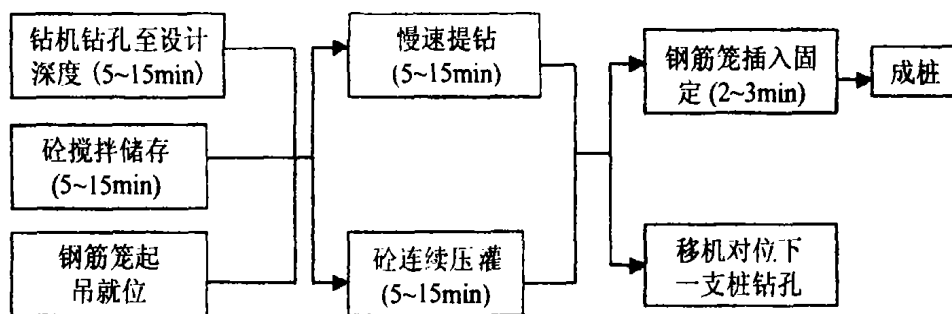 钻机钻孔至设计
深度 (5~15min)
砼搅拌储存
(5~15min)
钢筋笼起
吊就位
慢速提钻
(5~15min)
砼连续压灌
(5~15min)
钢筋笼插入固
定 (2~3min)
移机对位下
一支桩钻孔
成桩